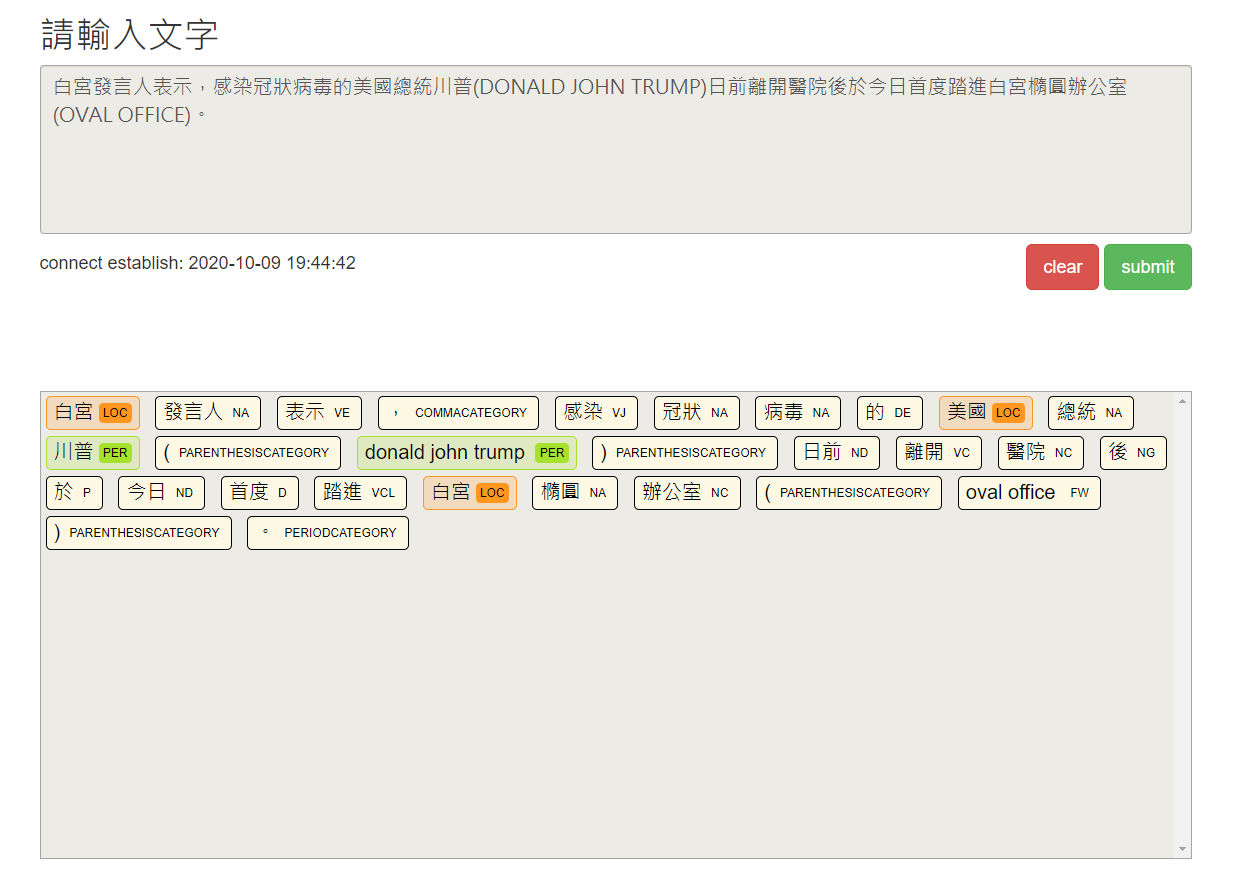 請輸入文字
白宮發言人表示，感染冠狀病毒的美國總統川普(DONALD JOHN TRUMP)日前離開醫院後於今日首度踏進白宮橢圓辦公室
(OVAL OFFICE)。
connect establish: 2020-10-09 19:44:42
clear submit
白宮 LOC 發言人 NA 表示 VE ， COMMACATEGORY 感染 VJ 冠狀 NA 病毒 NA 的 DE 美國 LOC 總統 NA
川普 PER ( PARENTHESISCATEGORY donald john trump PER ) PARENTHESISCATEGORY 日前 ND 離開 VC 醫院 NC 後 NG
於 P 今日 ND 首度 D 踏進 VCL 白宮 LOC 橢圓 NA 辦公室 NC ( PARENTHESISCATEGORY oval office FW
) PARENTHESISCATEGORY 。 PERIODCATEGORY